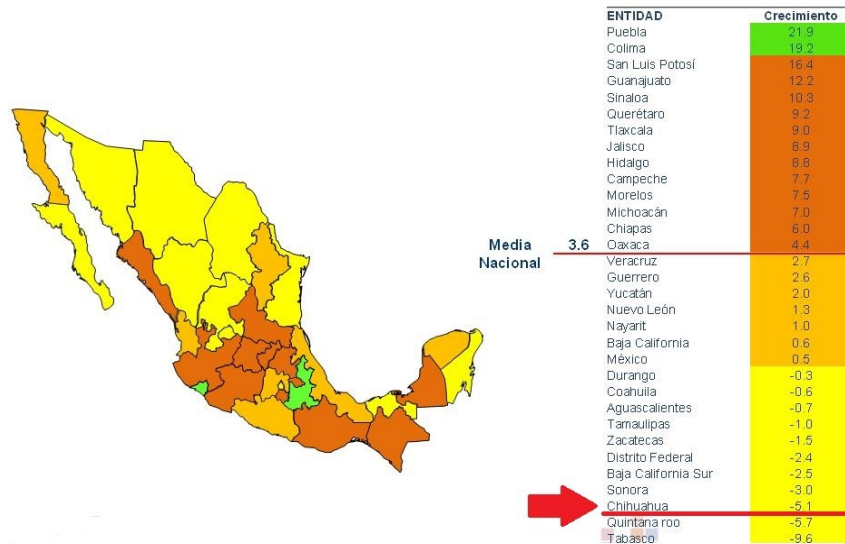 ENTIDAD Crecimiento
Puebla 21.9
Colima 19.2
San Luis Potosí 16.4
Guanajuato 12.2
Sinaloa 10.3
Querétaro 9.2
Tlaxcala 9.0
Jalisco 8.9
Hidalgo 8.8
Campeche 7.7
Morelos 7.5
Michoacán 7.0
Chiapas 6.0
Media Nacional 3.6
Oaxaca 4.4
Veracruz 2.7
Guerrero 2.6
Yucatán 2.0
Nuevo León 1.3
Nayarit 1.0
Baja California 0.6
México 0.5
Durango -0.3
Coahuila -0.6
Aguascalientes -0.7
Tamaulipas -1.0
Zacatecas -1.5
Distrito Federal -2.4
Baja California Sur -2.5
Sonora -3.0
Chihuahua -5.1
Quintana roo -5.7
Tabasco -9.6